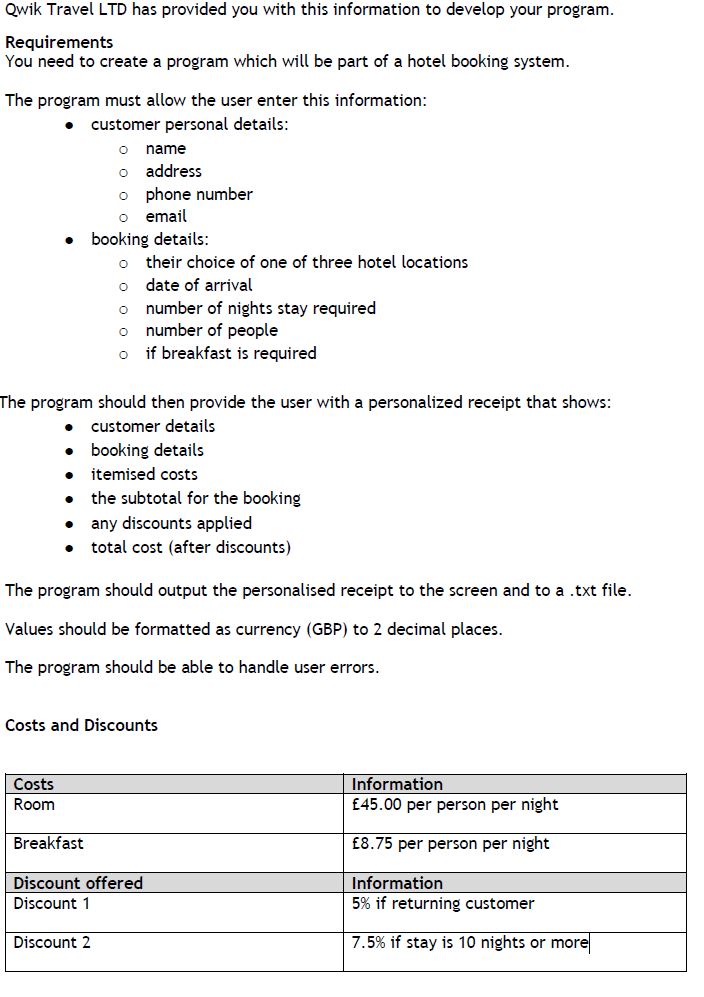 Qwik Travel LTD has provided you with this information to develop your program.
Requirements
You need to create a program which will be part of a hotel booking system.
The program must allow the user enter this information:
• customer personal details:
o name
o address
o phone number
o email
• booking details:
o their choice of one of three hotel locations
o date of arrival
o number of nights stay required
o number of people
o if breakfast is required
The program should then provide the user with a personalized receipt that shows:
• customer details
• booking details
• itemised costs
• the subtotal for the booking
• any discounts applied
• total cost (after discounts)
The program should output the personalised receipt to the screen and to a .txt file.
Values should be formatted as currency (GBP) to 2 decimal places.
The program should be able to handle user errors.
Costs and Discounts
Costs Information
Room £45.00 per person per night
Breakfast £8.75 per person per night
Discount offered Information
Discount 1 5% if returning customer
Discount 2 7.5% if stay is 10 nights or more